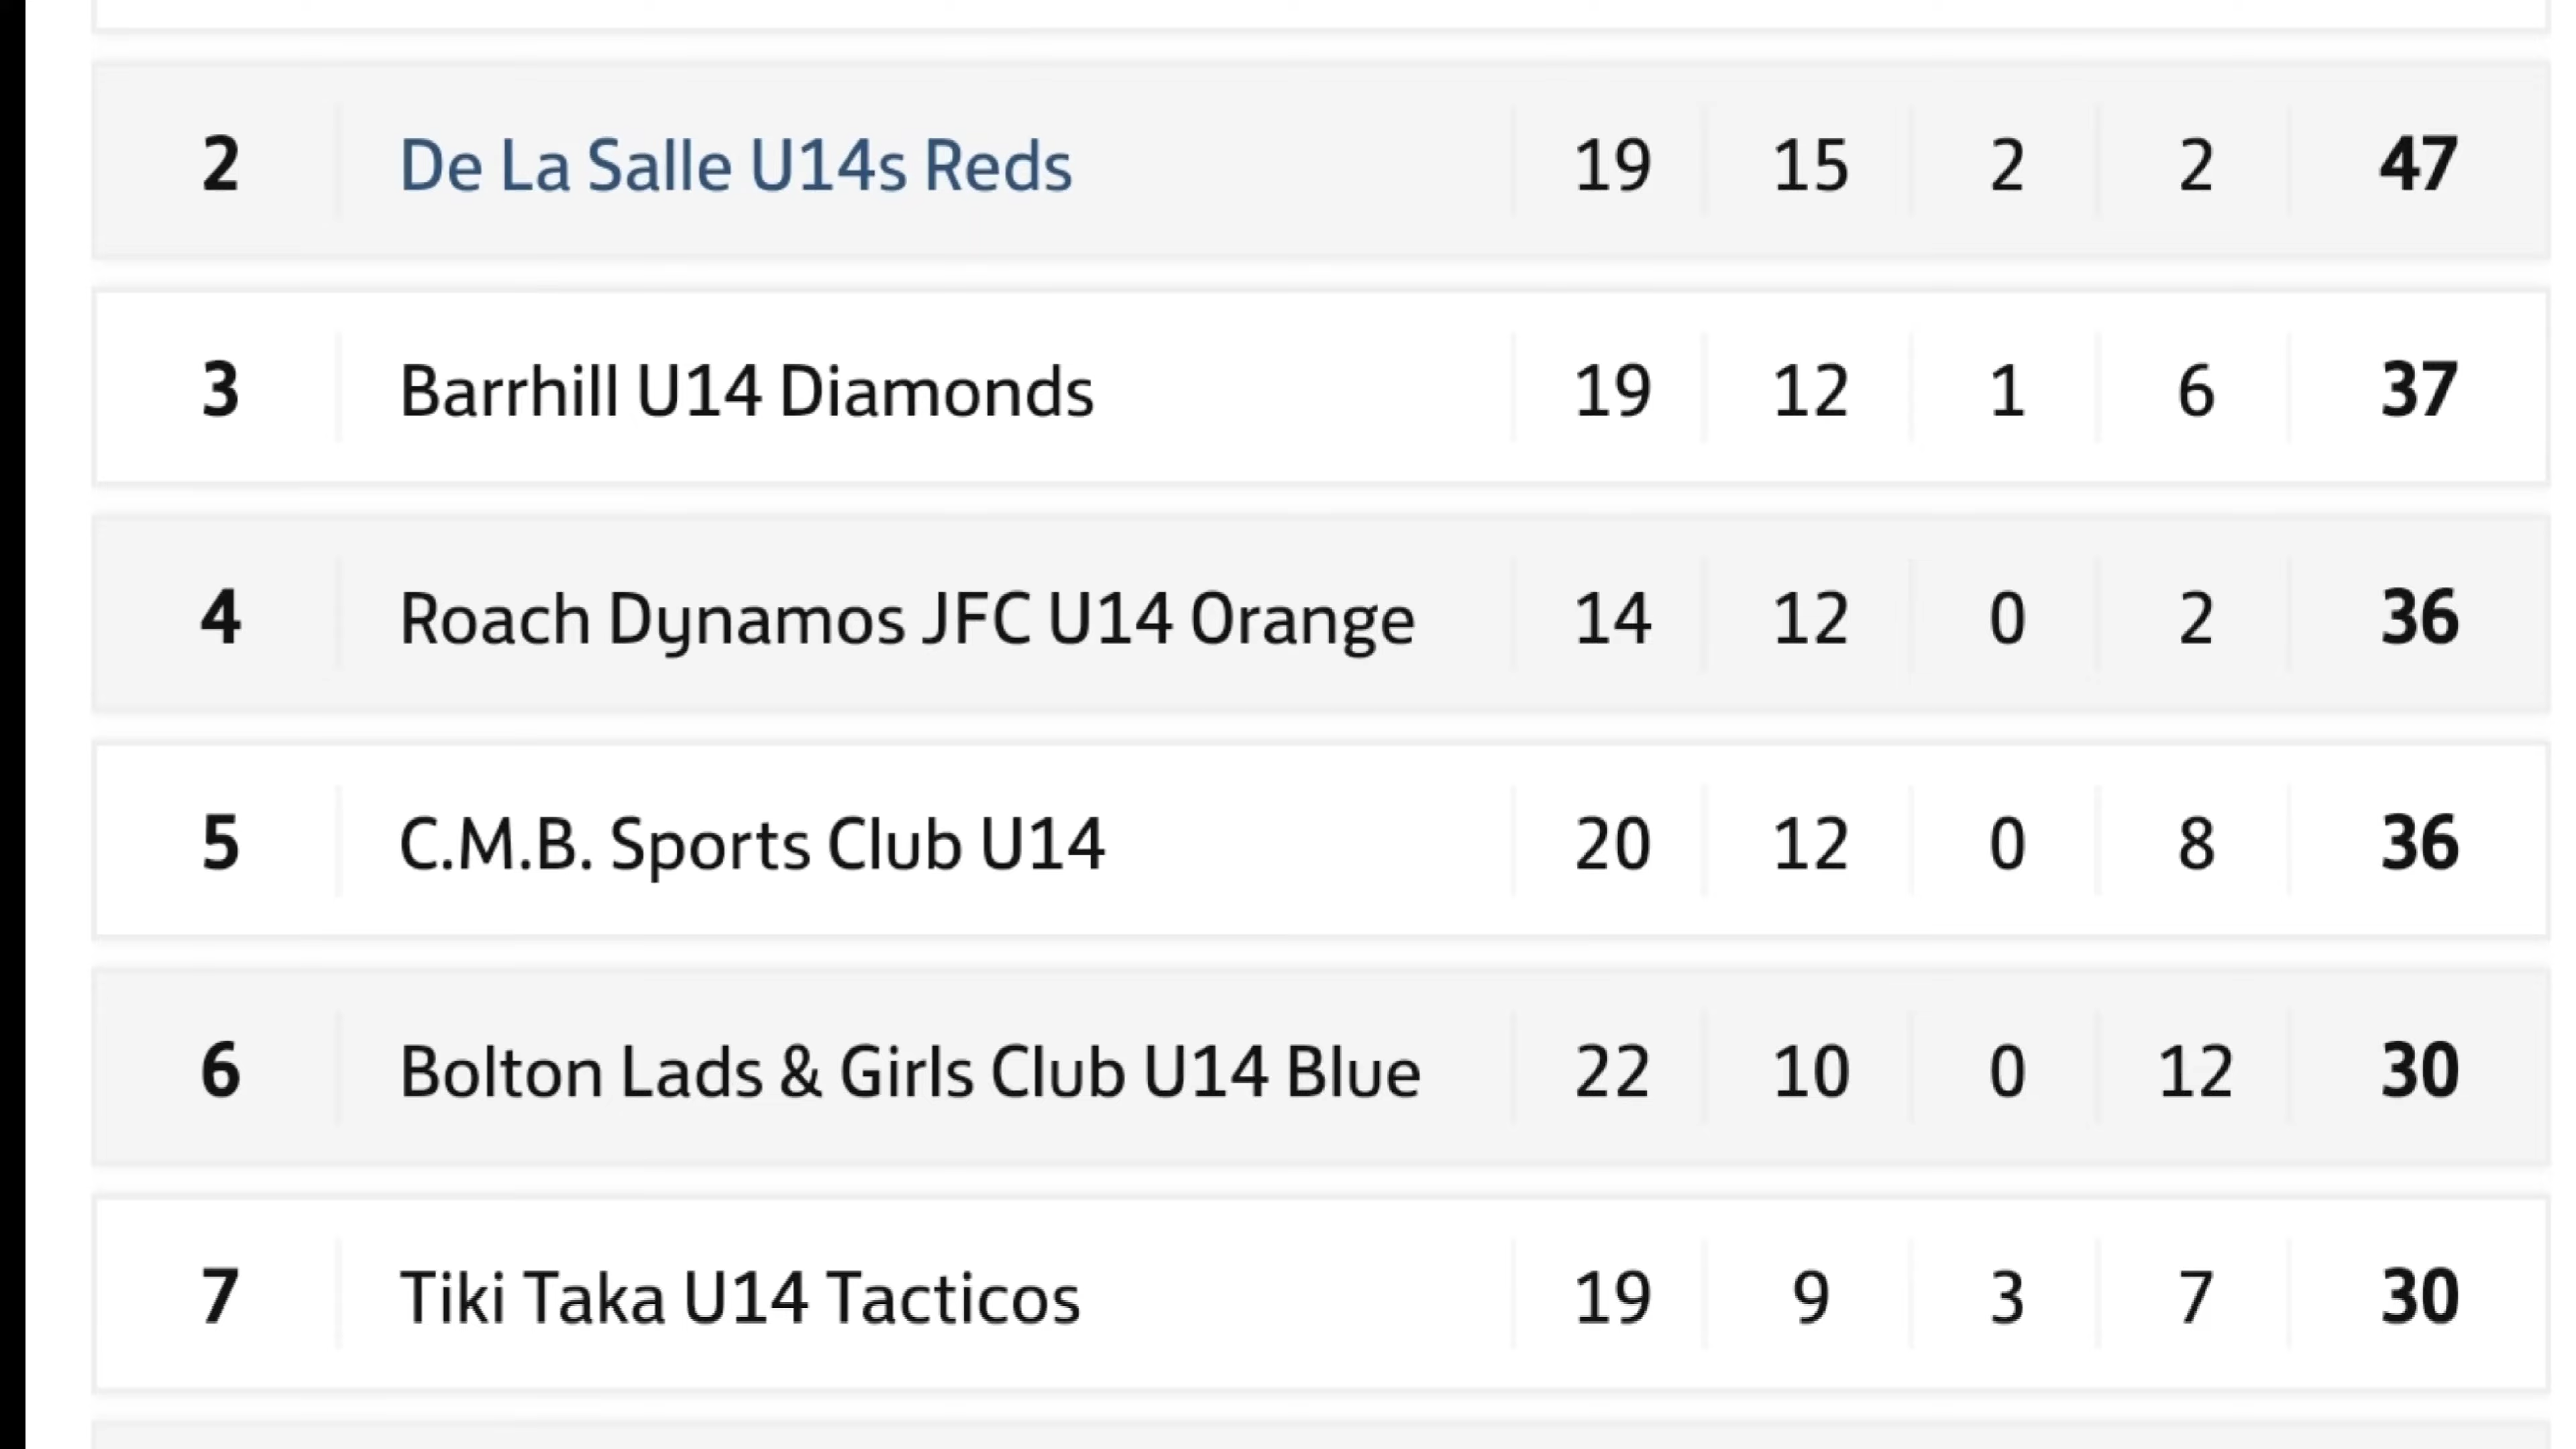 2 De La Salle U14s Reds 19 15 2 2 47
3 Barrhill U14 Diamonds 19 12 1 6 37
4 Roach Dynamos JFC U14 Orange 14 12 0 2 36
5 C.M.B. Sports Club U14 20 12 0 8 36
6 Bolton Lads & Girls Club U14 Blue 22 10 0 12 30
7 Tiki Taka U14 Tacticos 19 9 3 7 30